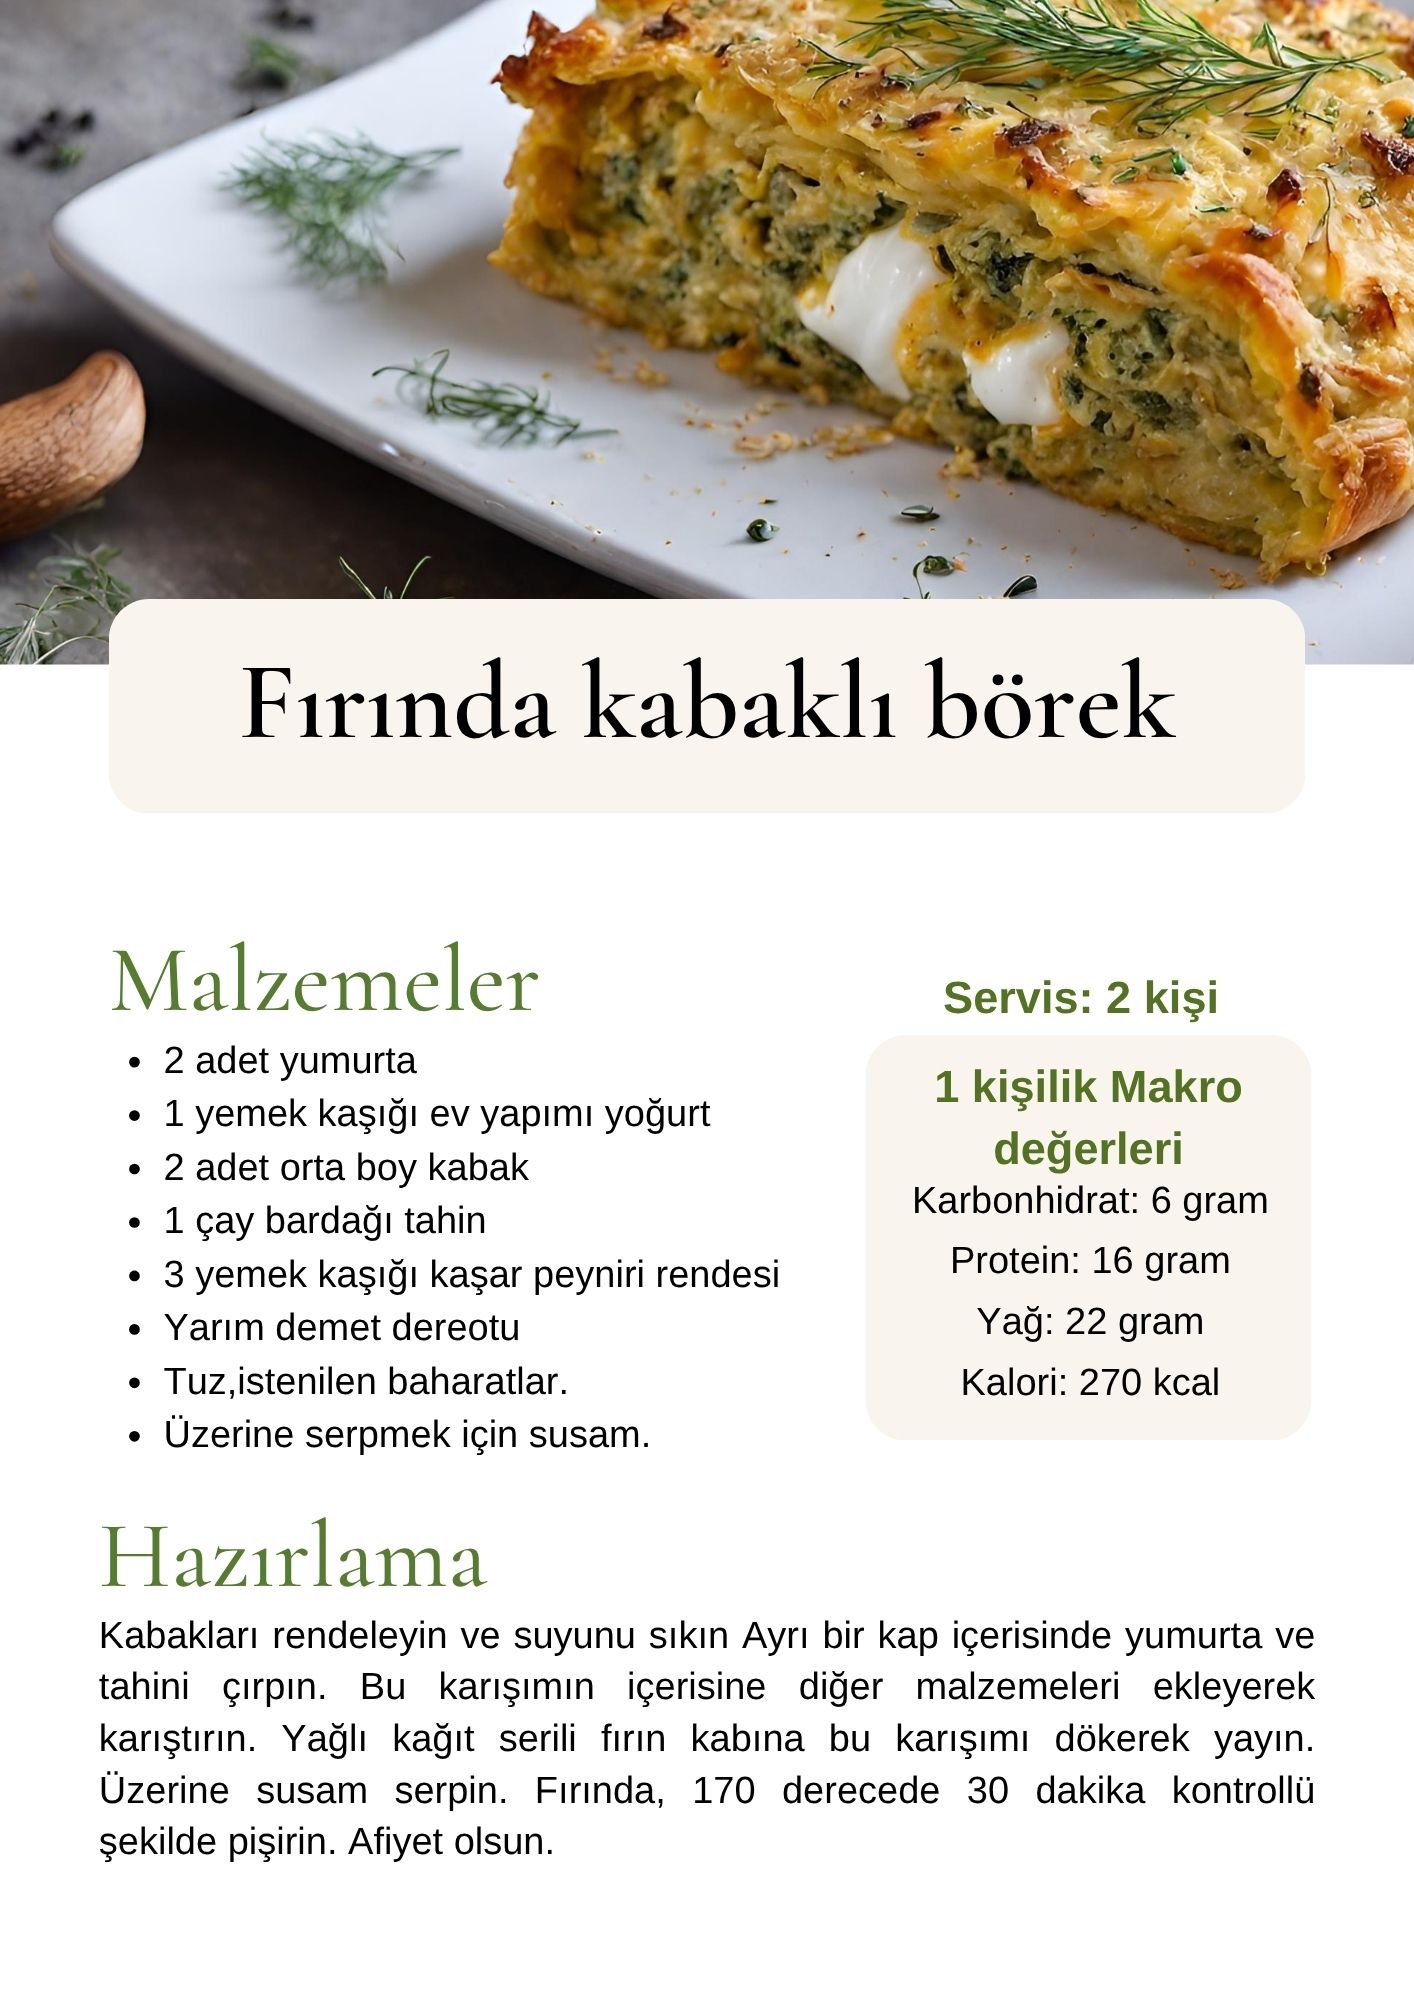 Fırında kabaklı börek
Malzemeler
2 adet yumurta
1 yemek kaşığı ev yapımı yoğurt
2 adet orta boy kabak
1 çay bardağı tahin
3 yemek kaşığı kaşar peyniri rendesi
Yarım demet dereotu
Tuz,istenilen baharatlar.
Üzerine serpmek için susam.
Servis: 2 kişi
1 kişilik Makro
değerleri
Karbonhidrat: 6 gram
Protein: 16 gram
Yağ: 22 gram
Kalori: 270 kcal
Hazırlama
Kabakları rendeleyin ve suyunu sıkın Ayrı bir kap içerisinde yumurta ve
tahini çırpın. Bu karışımın içerisine diğer malzemeleri ekleyerek
karıştırın. Yağlı kağıt serili fırın kabına bu karışımı dökerek yayın.
Üzerine susam serpin. Fırında, 170 derecede 30 dakika kontrollü
şekilde pişirin. Afiyet olsun.